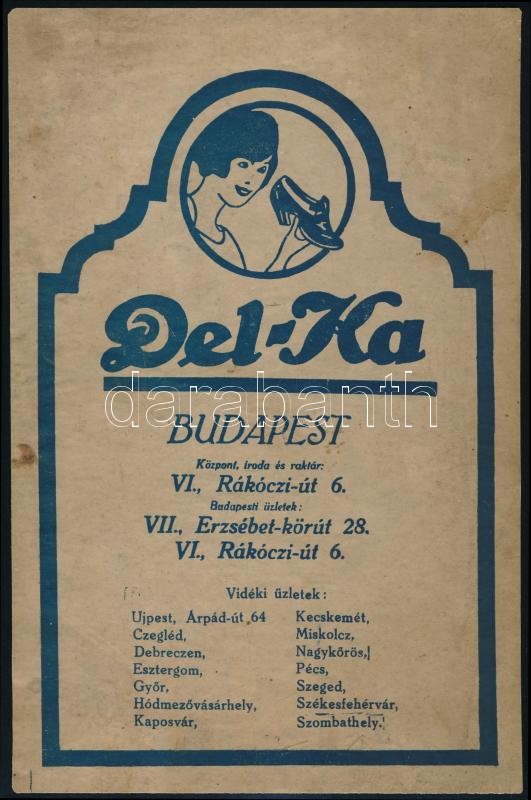 Del-Ka
darabanth
BUDAPEST
Központ, iroda és raktár:
VI., Rákóczi-út 6.
Budapesti üzletek:
VII., Erzsébet-körút 28.
VI., Rákóczi-út 6.
Vidéki üzletek:
Ujpest, Árpád-út 64
Czegléd,
Debreczen,
Esztergom,
Győr,
Hódmezővásárhely,
Kaposvár,
Kecskemét,
Miskolcz,
Nagykőrös,
Pécs,
Szeged,
Székesfehérvár,
Szombathely.